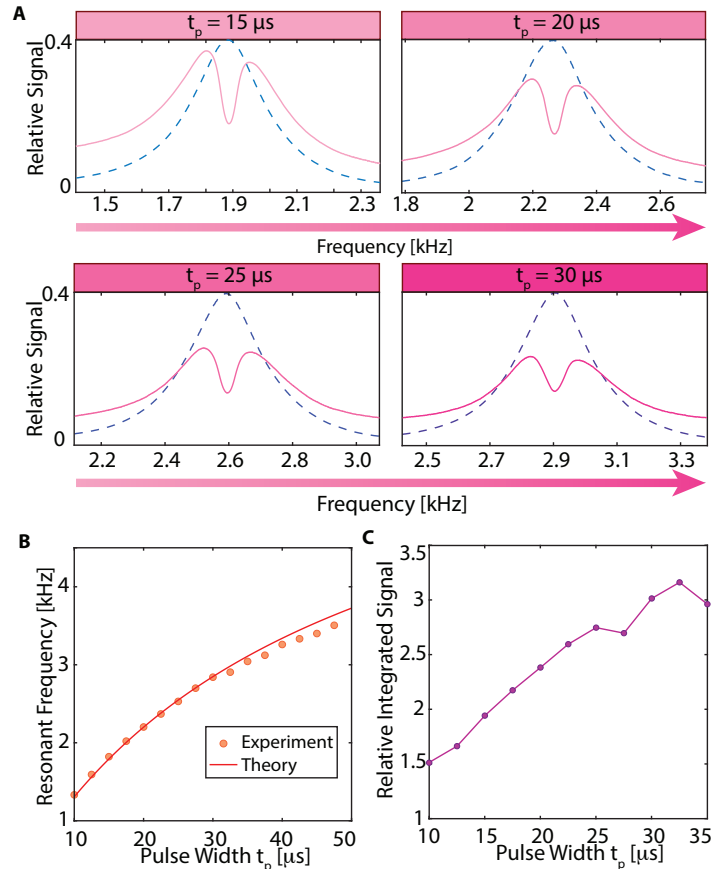 A
t_p = 15 μs
t_p = 20 μs
Relative Signal
0.4
0
1.5 1.7 1.9 2.1 2.3
1.8 2 2.2 2.4 2.6
Frequency [kHz]
t_p = 25 μs
t_p = 30 μs
Relative Signal
0.4
0
2.2 2.4 2.6 2.8 3.0
2.5 2.7 2.9 3.1 3.3
Frequency [kHz]
B
Resonant Frequency [kHz]
4
3
2
1
Experiment
Theory
10 20 30 40 50
Pulse Width t_p [μs]
C
Relative Integrated Signal
3.5
3
2.5
2
1.5
1
10 15 20 25 30 35
Pulse Width t_p [μs]